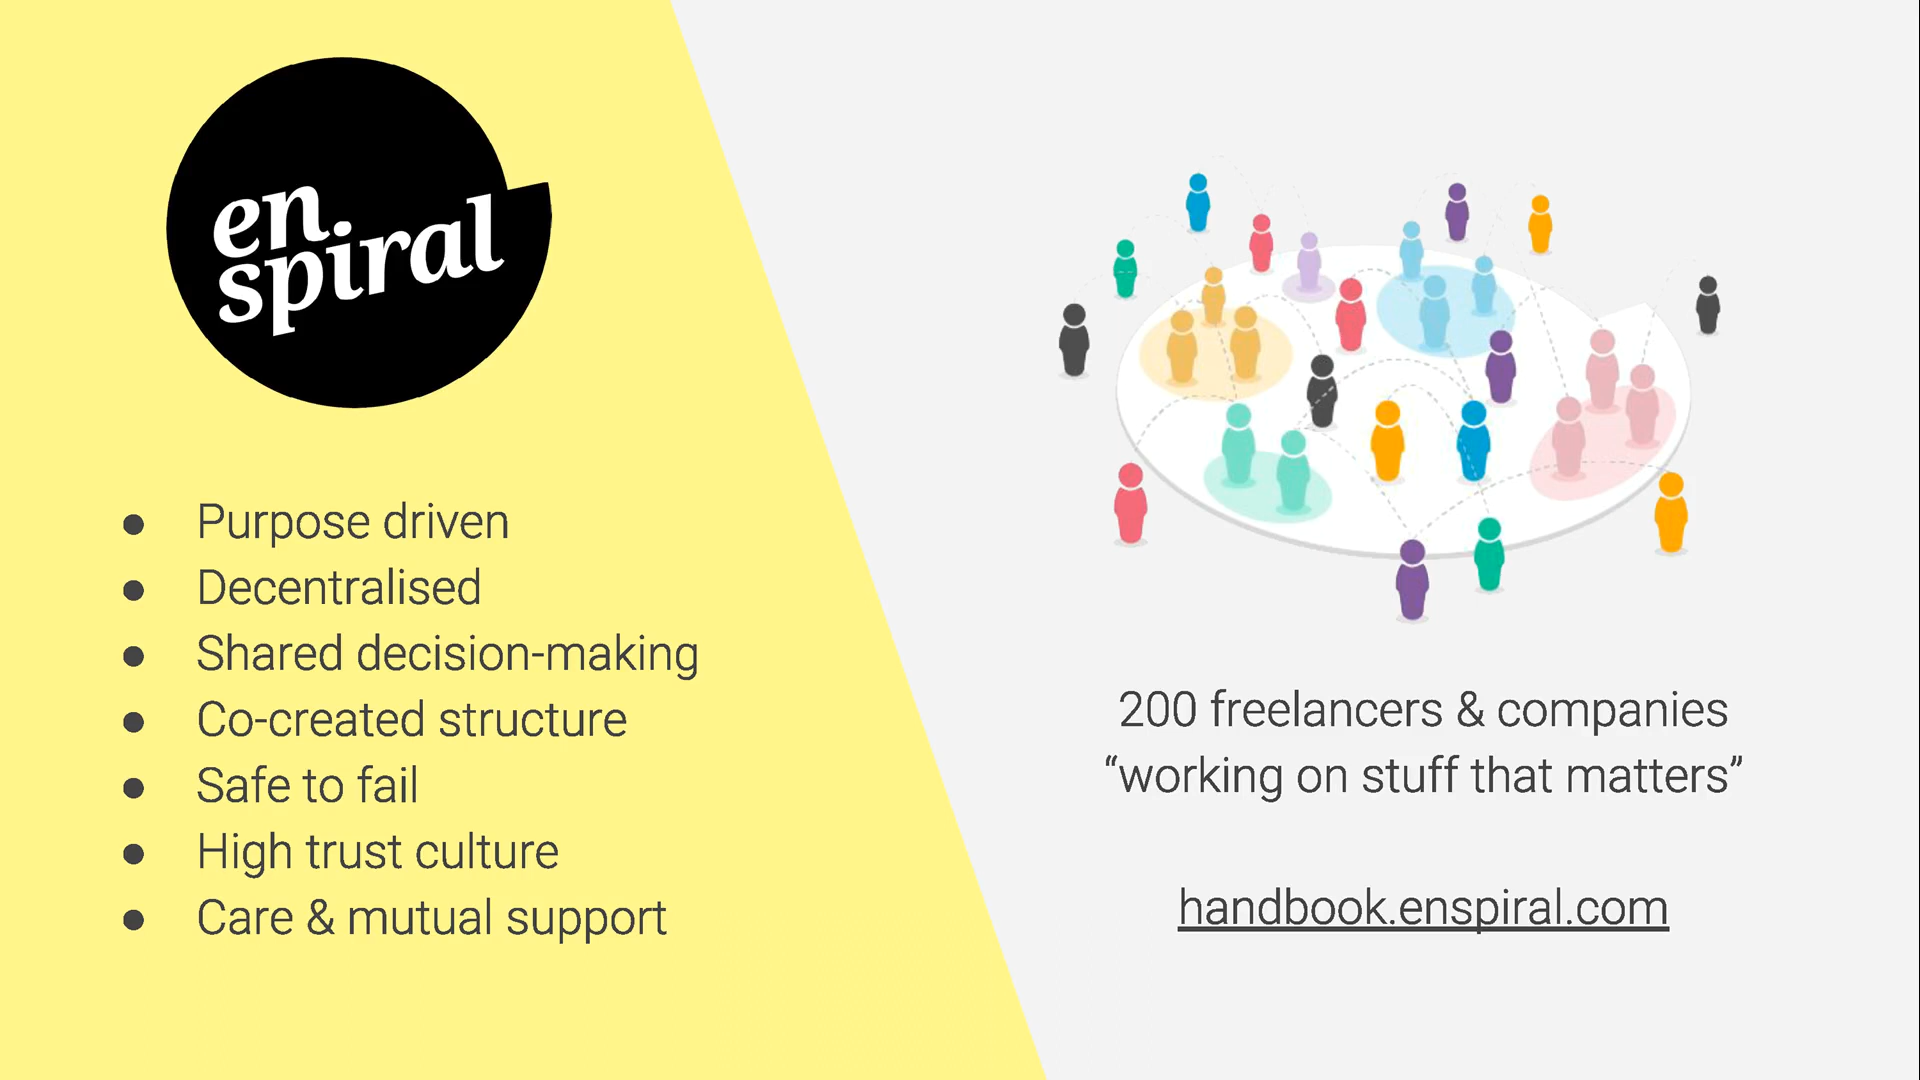 en
spiral
● Purpose driven
● Decentralised
● Shared decision-making
● Co-created structure
● Safe to fail
● High trust culture
● Care & mutual support
200 freelancers & companies
“working on stuff that matters”
handbook.enspiral.com